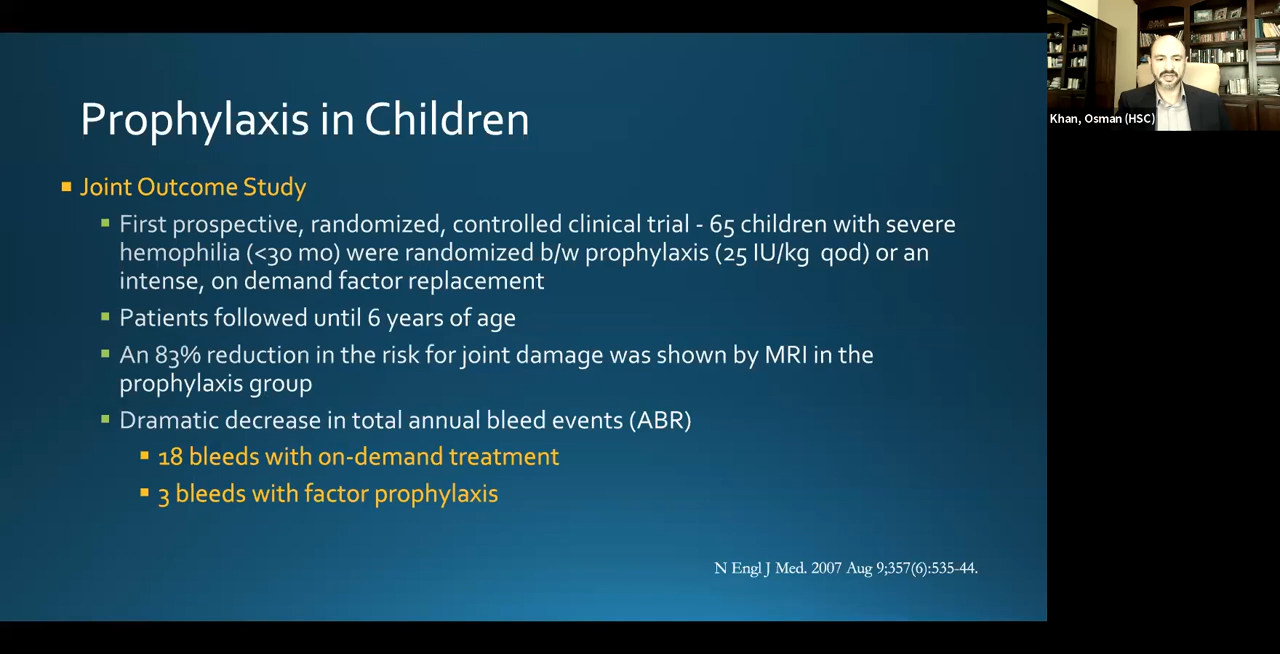 Prophylaxis in Children
Joint Outcome Study
First prospective, randomized, controlled clinical trial - 65 children with severe
hemophilia (<30 mo) were randomized b/w prophylaxis (25 IU/kg qod) or an
intense, on demand factor replacement
Patients followed until 6 years of age
An 83% reduction in the risk for joint damage was shown by MRI in the
prophylaxis group
Dramatic decrease in total annual bleed events (ABR)
18 bleeds with on-demand treatment
3 bleeds with factor prophylaxis
N Engl J Med. 2007 Aug 9;357(6):535-44.
Khan, Osman (HSC)